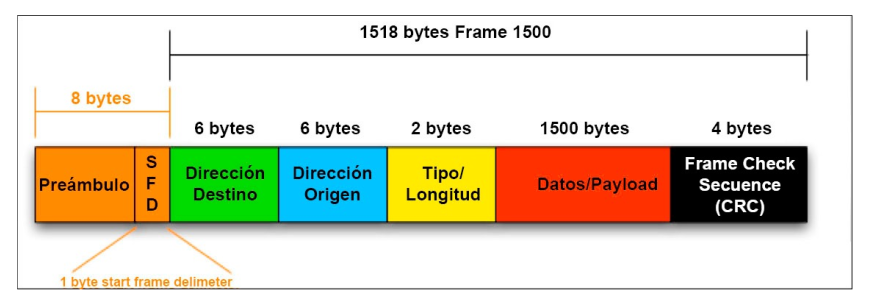 1518 bytes Frame 1500
8 bytes
6 bytes
6 bytes
2 bytes
1500 bytes
4 bytes
Preámbulo
S
F
D
Dirección
Destino
Dirección
Origen
Tipo/
Longitud
Datos/Payload
Frame Check
Secuence
(CRC)
1 byte start frame delimeter